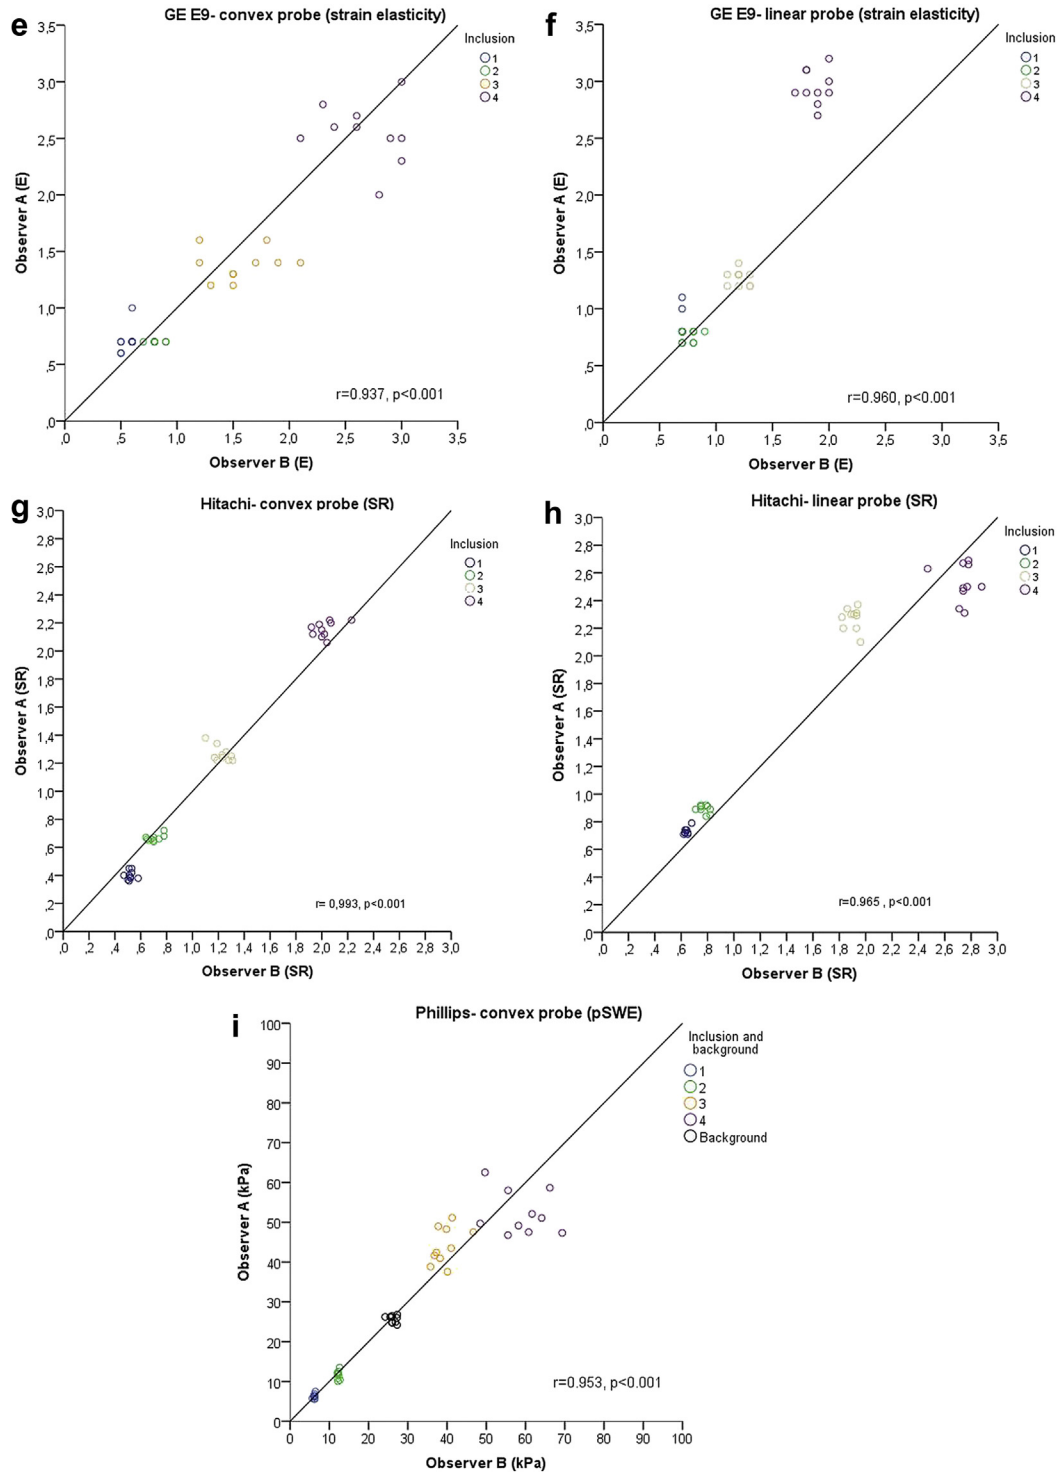 e
GE E9- convex probe (strain elasticity)
Inclusion
1
2
3
4
3,5
3,0
2,5
2,0
1,5
1,0
,5
,0
Observer A (E)
r=0.937, p<0.001
,0 ,5 1,0 1,5 2,0 2,5 3,0 3,5
Observer B (E)
f
GE E9- linear probe (strain elasticity)
Inclusion
1
2
3
4
3,5
3,0
2,5
2,0
1,5
1,0
,5
,0
Observer A (E)
r=0.960, p<0.001
,0 ,5 1,0 1,5 2,0 2,5 3,0 3,5
Observer B (E)
g
Hitachi- convex probe (SR)
Inclusion
1
2
3
4
3,0
2,8
2,6
2,4
2,2
2,0
1,8
1,6
1,4
1,2
1,0
,8
,6
,4
,2
,0
Observer A (SR)
r= 0,993, p<0.001
,0 ,2 ,4 ,6 ,8 1,0 1,2 1,4 1,6 1,8 2,0 2,2 2,4 2,6 2,8 3,0
Observer B (SR)
h
Hitachi- linear probe (SR)
Inclusion
1
2
3
4
3,0
2,8
2,6
2,4
2,2
2,0
1,8
1,6
1,4
1,2
1,0
,8
,6
,4
,2
,0
Observer A (SR)
r=0.965 , p<0.001
,0 ,2 ,4 ,6 ,8 1,0 1,2 1,4 1,6 1,8 2,0 2,2 2,4 2,6 2,8 3,0
Observer B (SR)
i
Phillips- convex probe (pSWE)
Inclusion and
background
1
2
3
4
Background
100
90
80
70
60
50
40
30
20
10
0
Observer A (kPa)
r=0.953, p<0.001
0 10 20 30 40 50 60 70 80 90 100
Observer B (kPa)